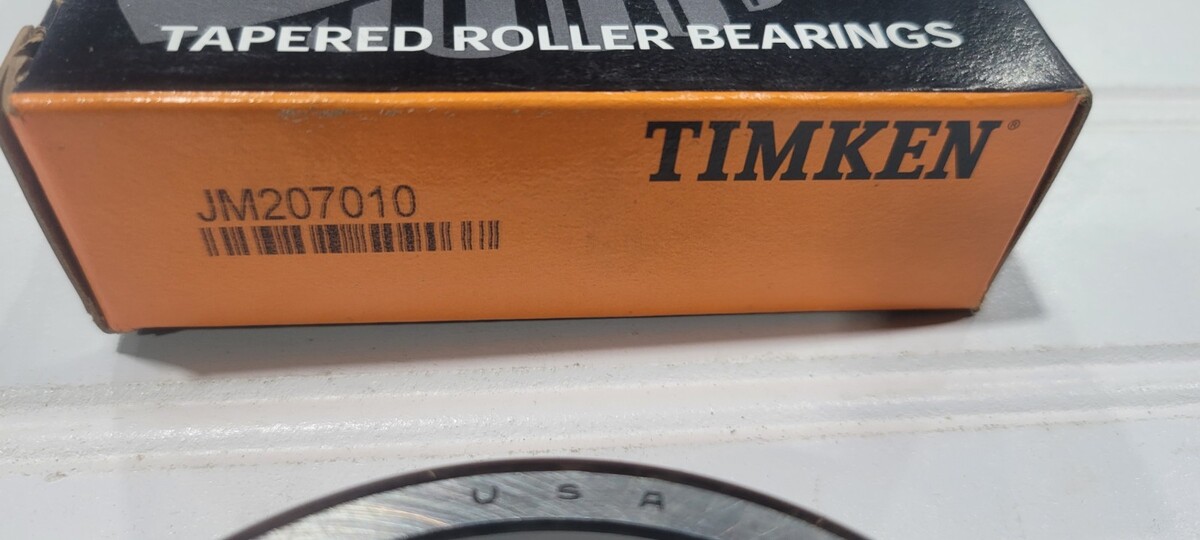 TAPERED ROLLER BEARINGS
TIMKEN®
JM207010
U S A